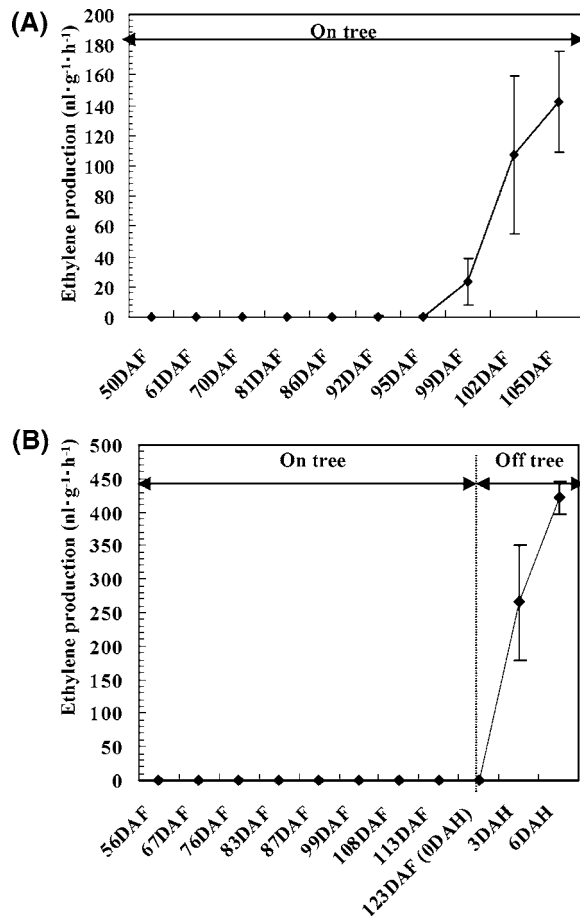 (A)
Ethylene production (nl·g⁻¹·h⁻¹)
200
180
160
140
120
100
80
60
40
20
0
On tree
50DAF
61DAF
70DAF
81DAF
86DAF
92DAF
95DAF
99DAF
102DAF
105DAF
(B)
Ethylene production (nl·g⁻¹·h⁻¹)
500
450
400
350
300
250
200
150
100
50
0
On tree
Off tree
56DAF
67DAF
76DAF
83DAF
87DAF
99DAF
108DAF
113DAF
123DAF (0DAH)
3DAH
6DAH